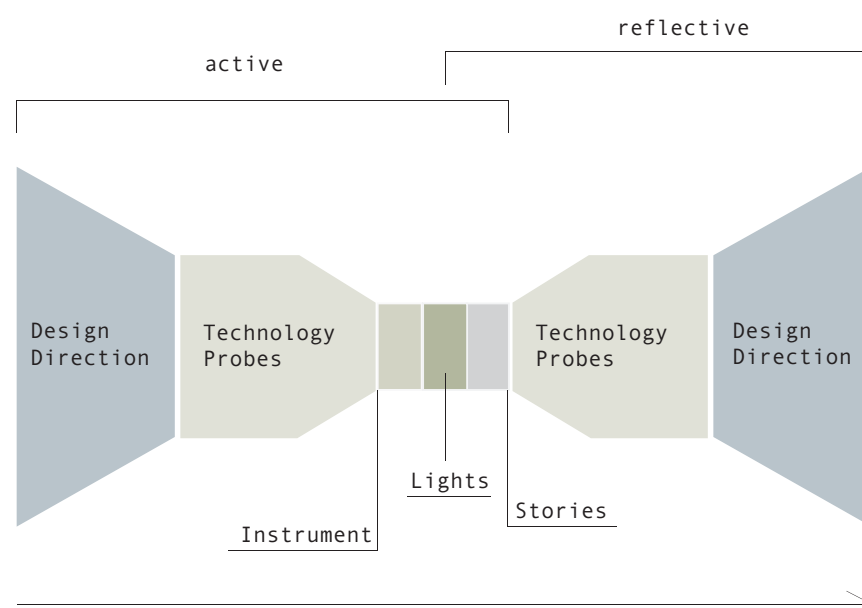 reflective
active
Design
Direction
Technology
Probes
Technology
Probes
Design
Direction
Lights
Stories
Instrument